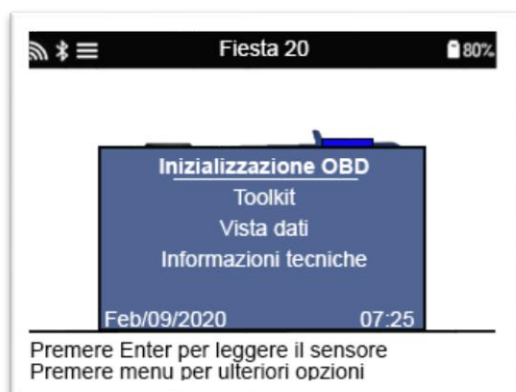 Fiesta 20
80%
Inizializzazione OBD
Toolkit
Vista dati
Informazioni tecniche
Feb/09/2020 07:25
Premere Enter per leggere il sensore
Premere menu per ulteriori opzioni